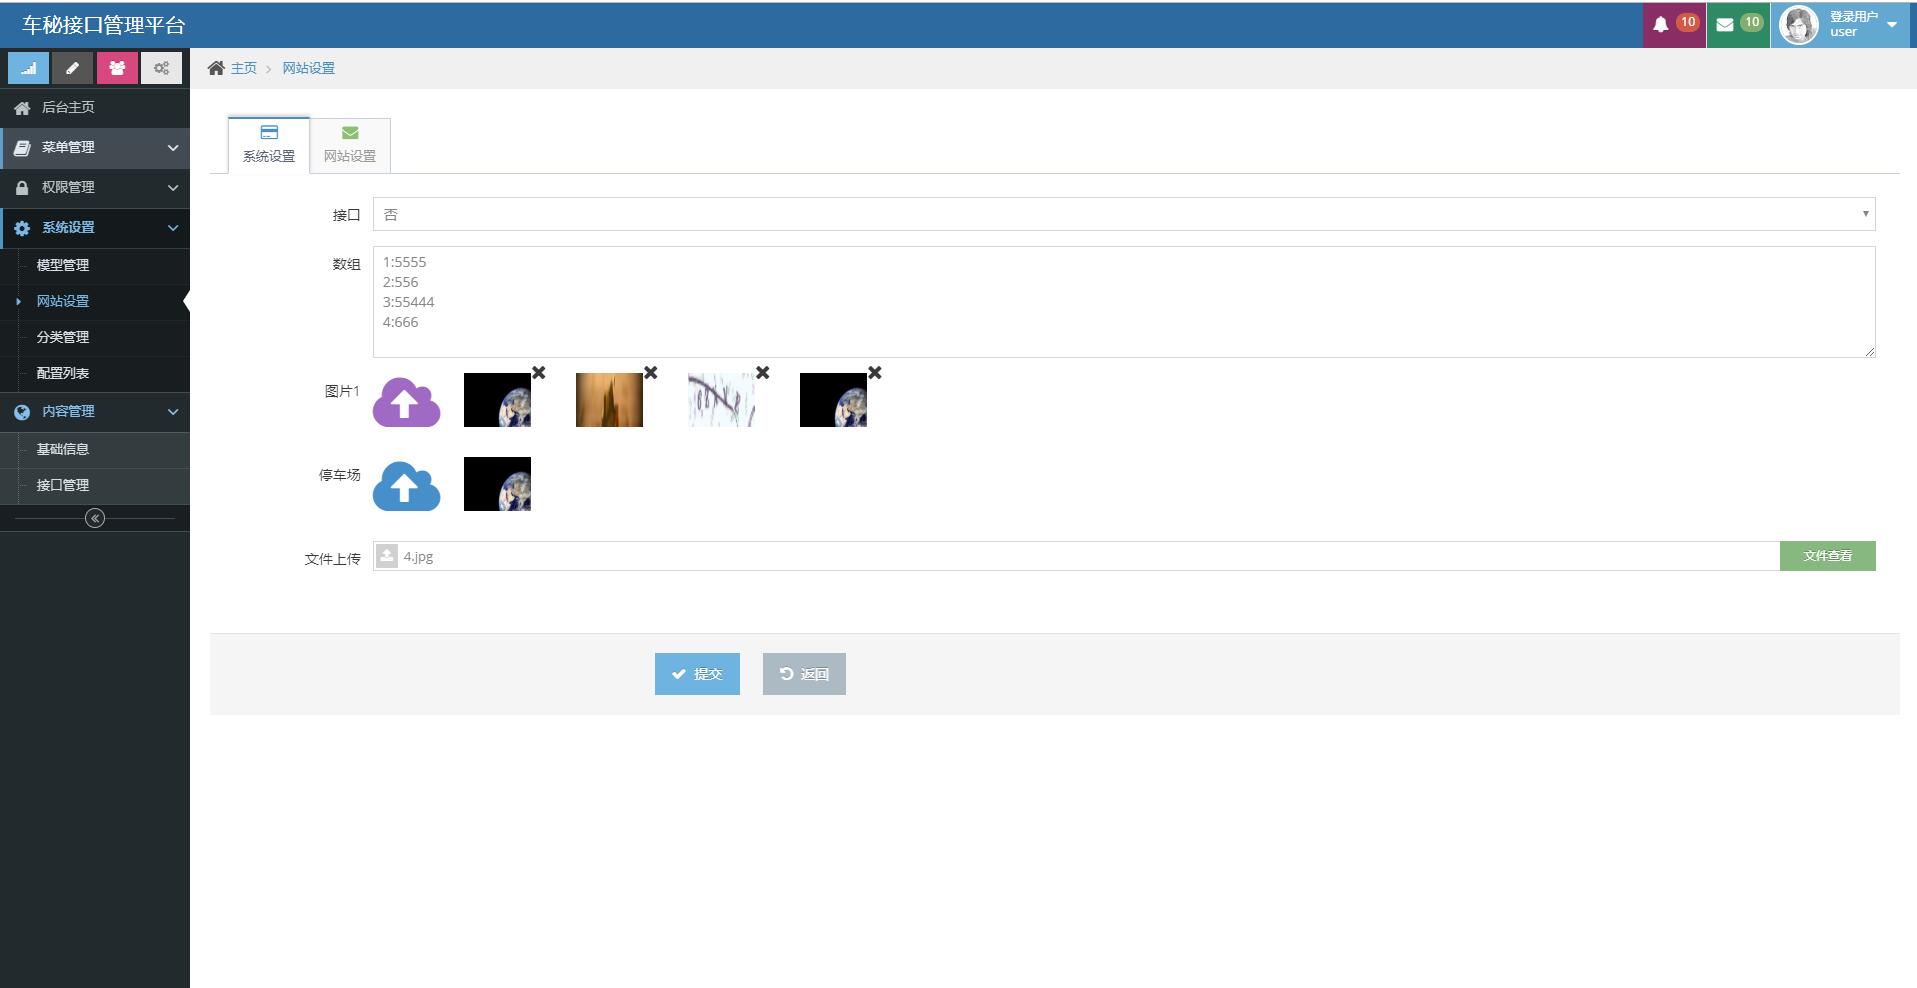 车秘接口管理平台
10
10
登录用户
user
主页
网站设置
后台主页
菜单管理
权限管理
系统设置
模型管理
网站设置
分类管理
配置列表
内容管理
基础信息
接口管理
系统设置
网站设置
接口
否
数组
1:5555
2:556
3:55444
4:666
图片1
停车场
文件上传
4.jpg
文件查看
提交
返回